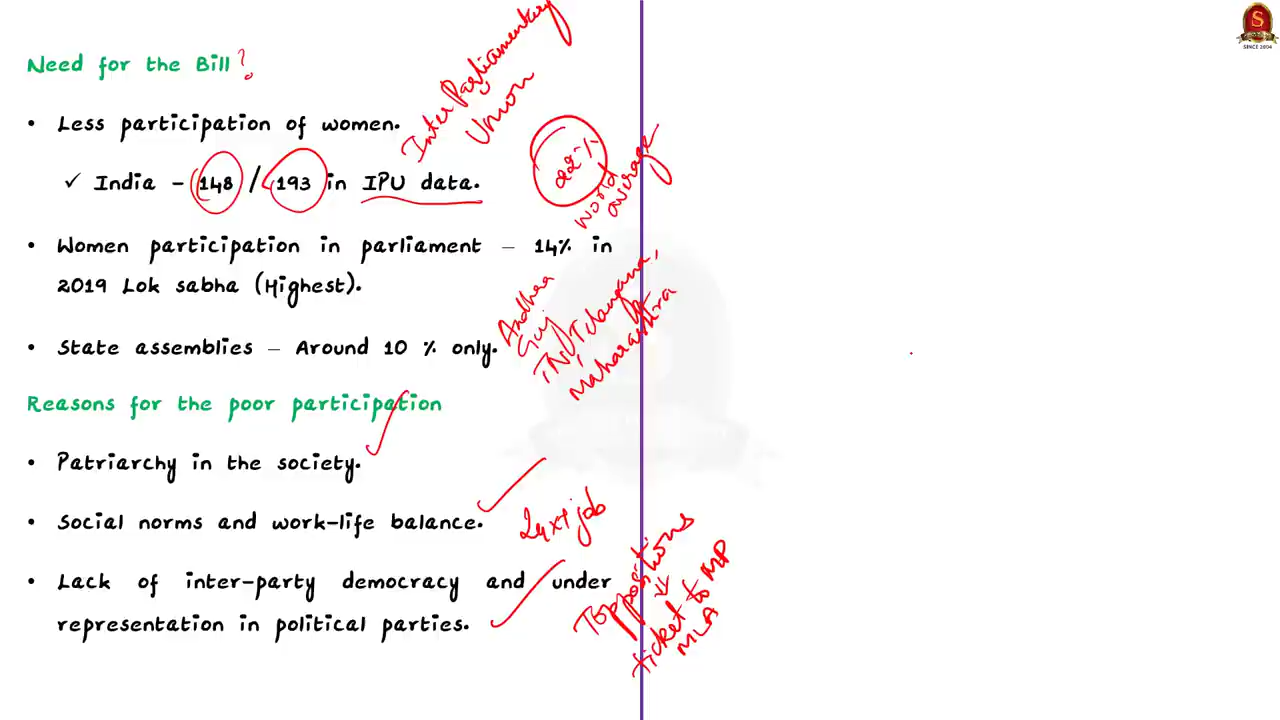 Need for the Bill?
• Less participation of women.
✓ India – 148 / 193 in IPU data.
Inter Parliamentary
Union
22%
World
average
• Women participation in parliament – 14% in
2019 Lok sabha (Highest).
• State assemblies – Around 10 % only.
Andhra
Guj
TN, Telangana,
Maharashtra
Reasons for the poor participation
• Patriarchy in the society.
• Social norms and work-life balance.
24x7 job
• Lack of inter-party democracy and under
representation in political parties.
ticket to MP
MLA
S
SINCE 2004